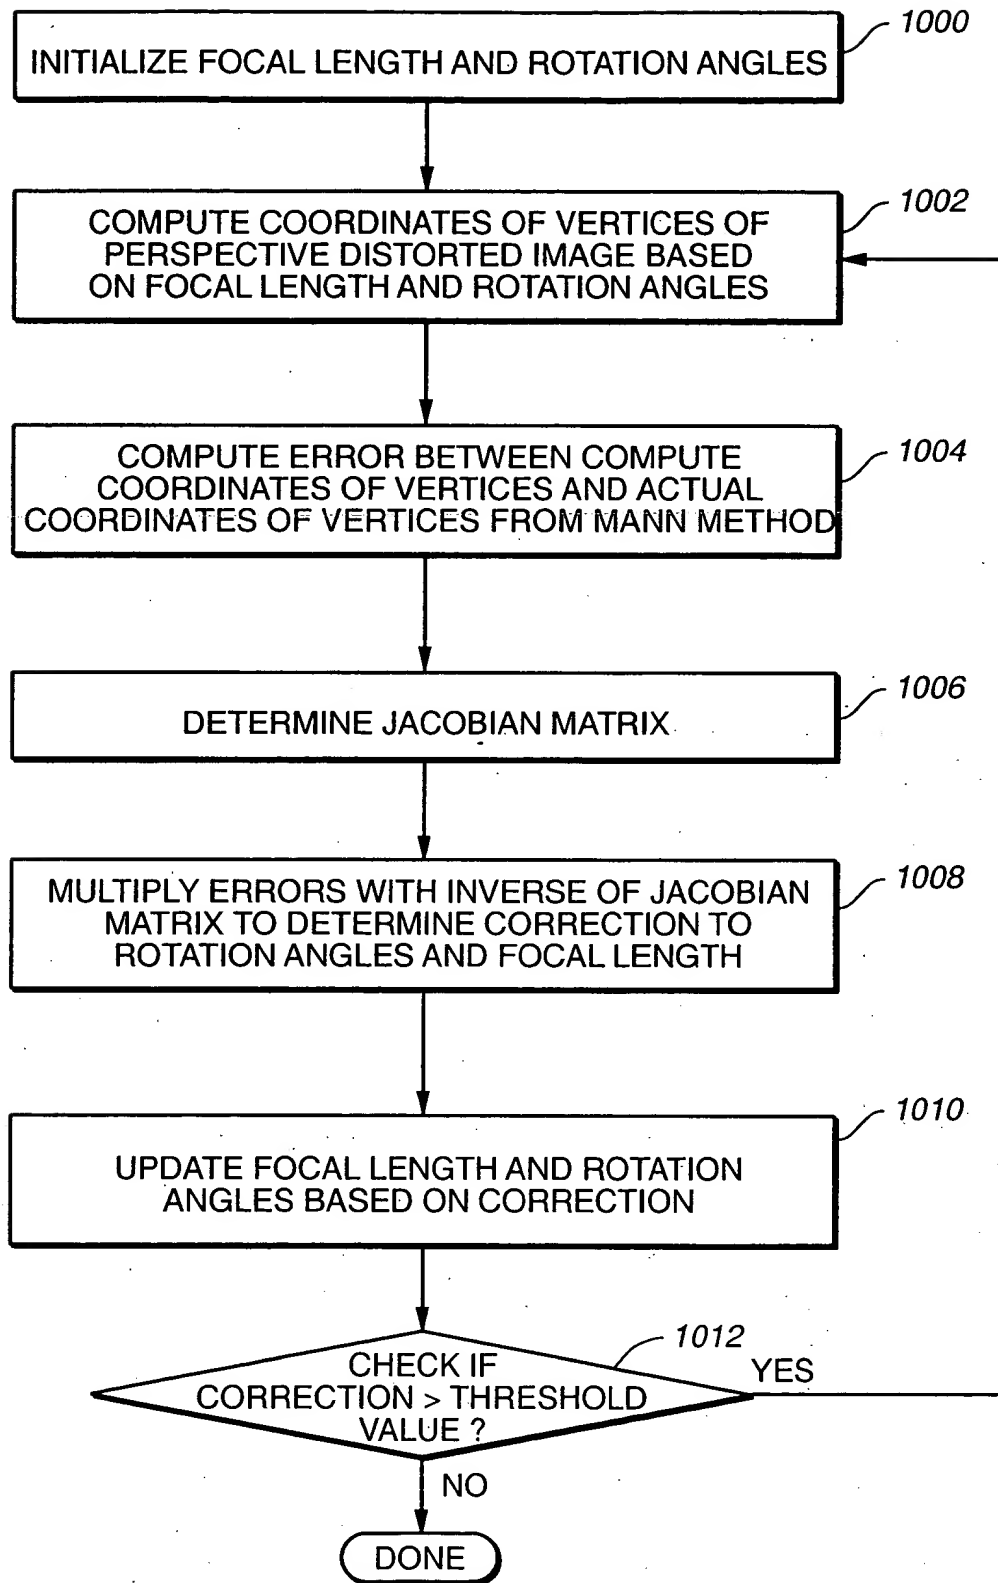 1000
INITIALIZE FOCAL LENGTH AND ROTATION ANGLES
1002
COMPUTE COORDINATES OF VERTICES OF
PERSPECTIVE DISTORTED IMAGE BASED
ON FOCAL LENGTH AND ROTATION ANGLES
1004
COMPUTE ERROR BETWEEN COMPUTE
COORDINATES OF VERTICES AND ACTUAL
COORDINATES OF VERTICES FROM MANN METHOD
1006
DETERMINE JACOBIAN MATRIX
1008
MULTIPLY ERRORS WITH INVERSE OF JACOBIAN
MATRIX TO DETERMINE CORRECTION TO
ROTATION ANGLES AND FOCAL LENGTH
1010
UPDATE FOCAL LENGTH AND ROTATION
ANGLES BASED ON CORRECTION
1012
CHECK IF
CORRECTION > THRESHOLD
VALUE ?
YES
NO
DONE